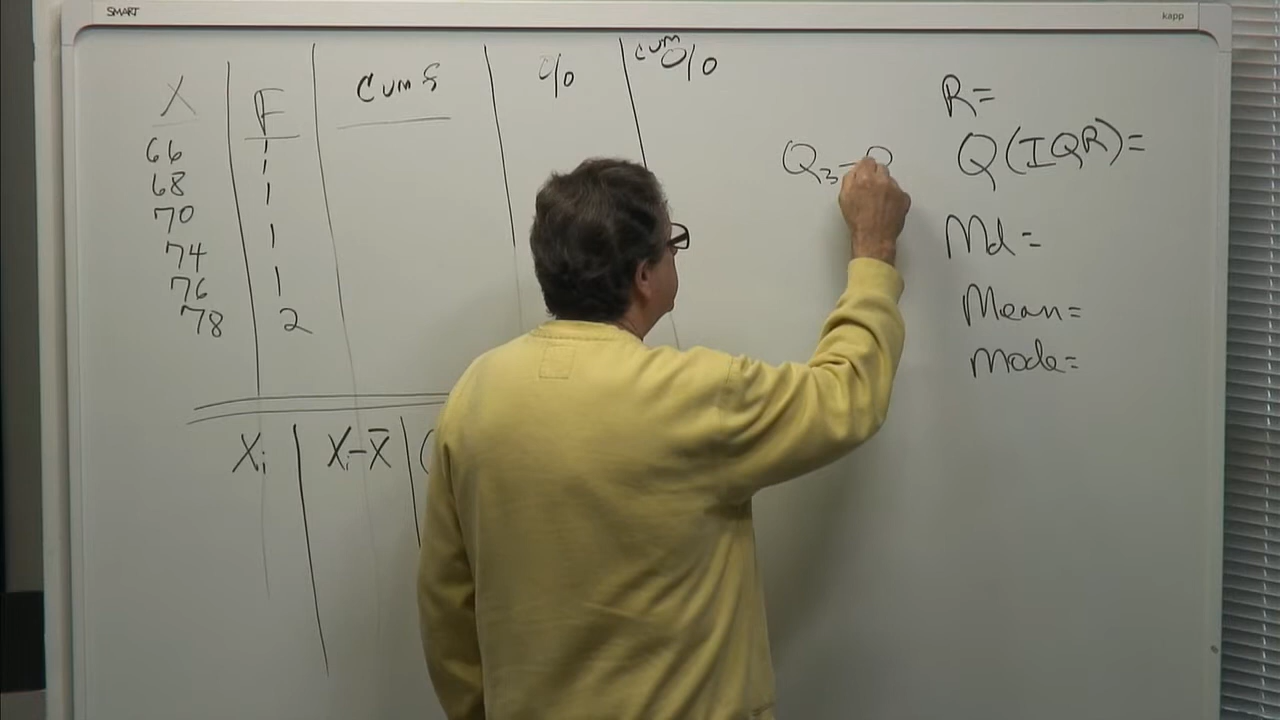 SMART
kapp
X F Cum f % cum %
66 1
68 1
70 1
74 1
76
78 2
R=
Q3-Q
Q(IQR)=
Md=
Mean=
Mode=
Xi Xi-X̄ (